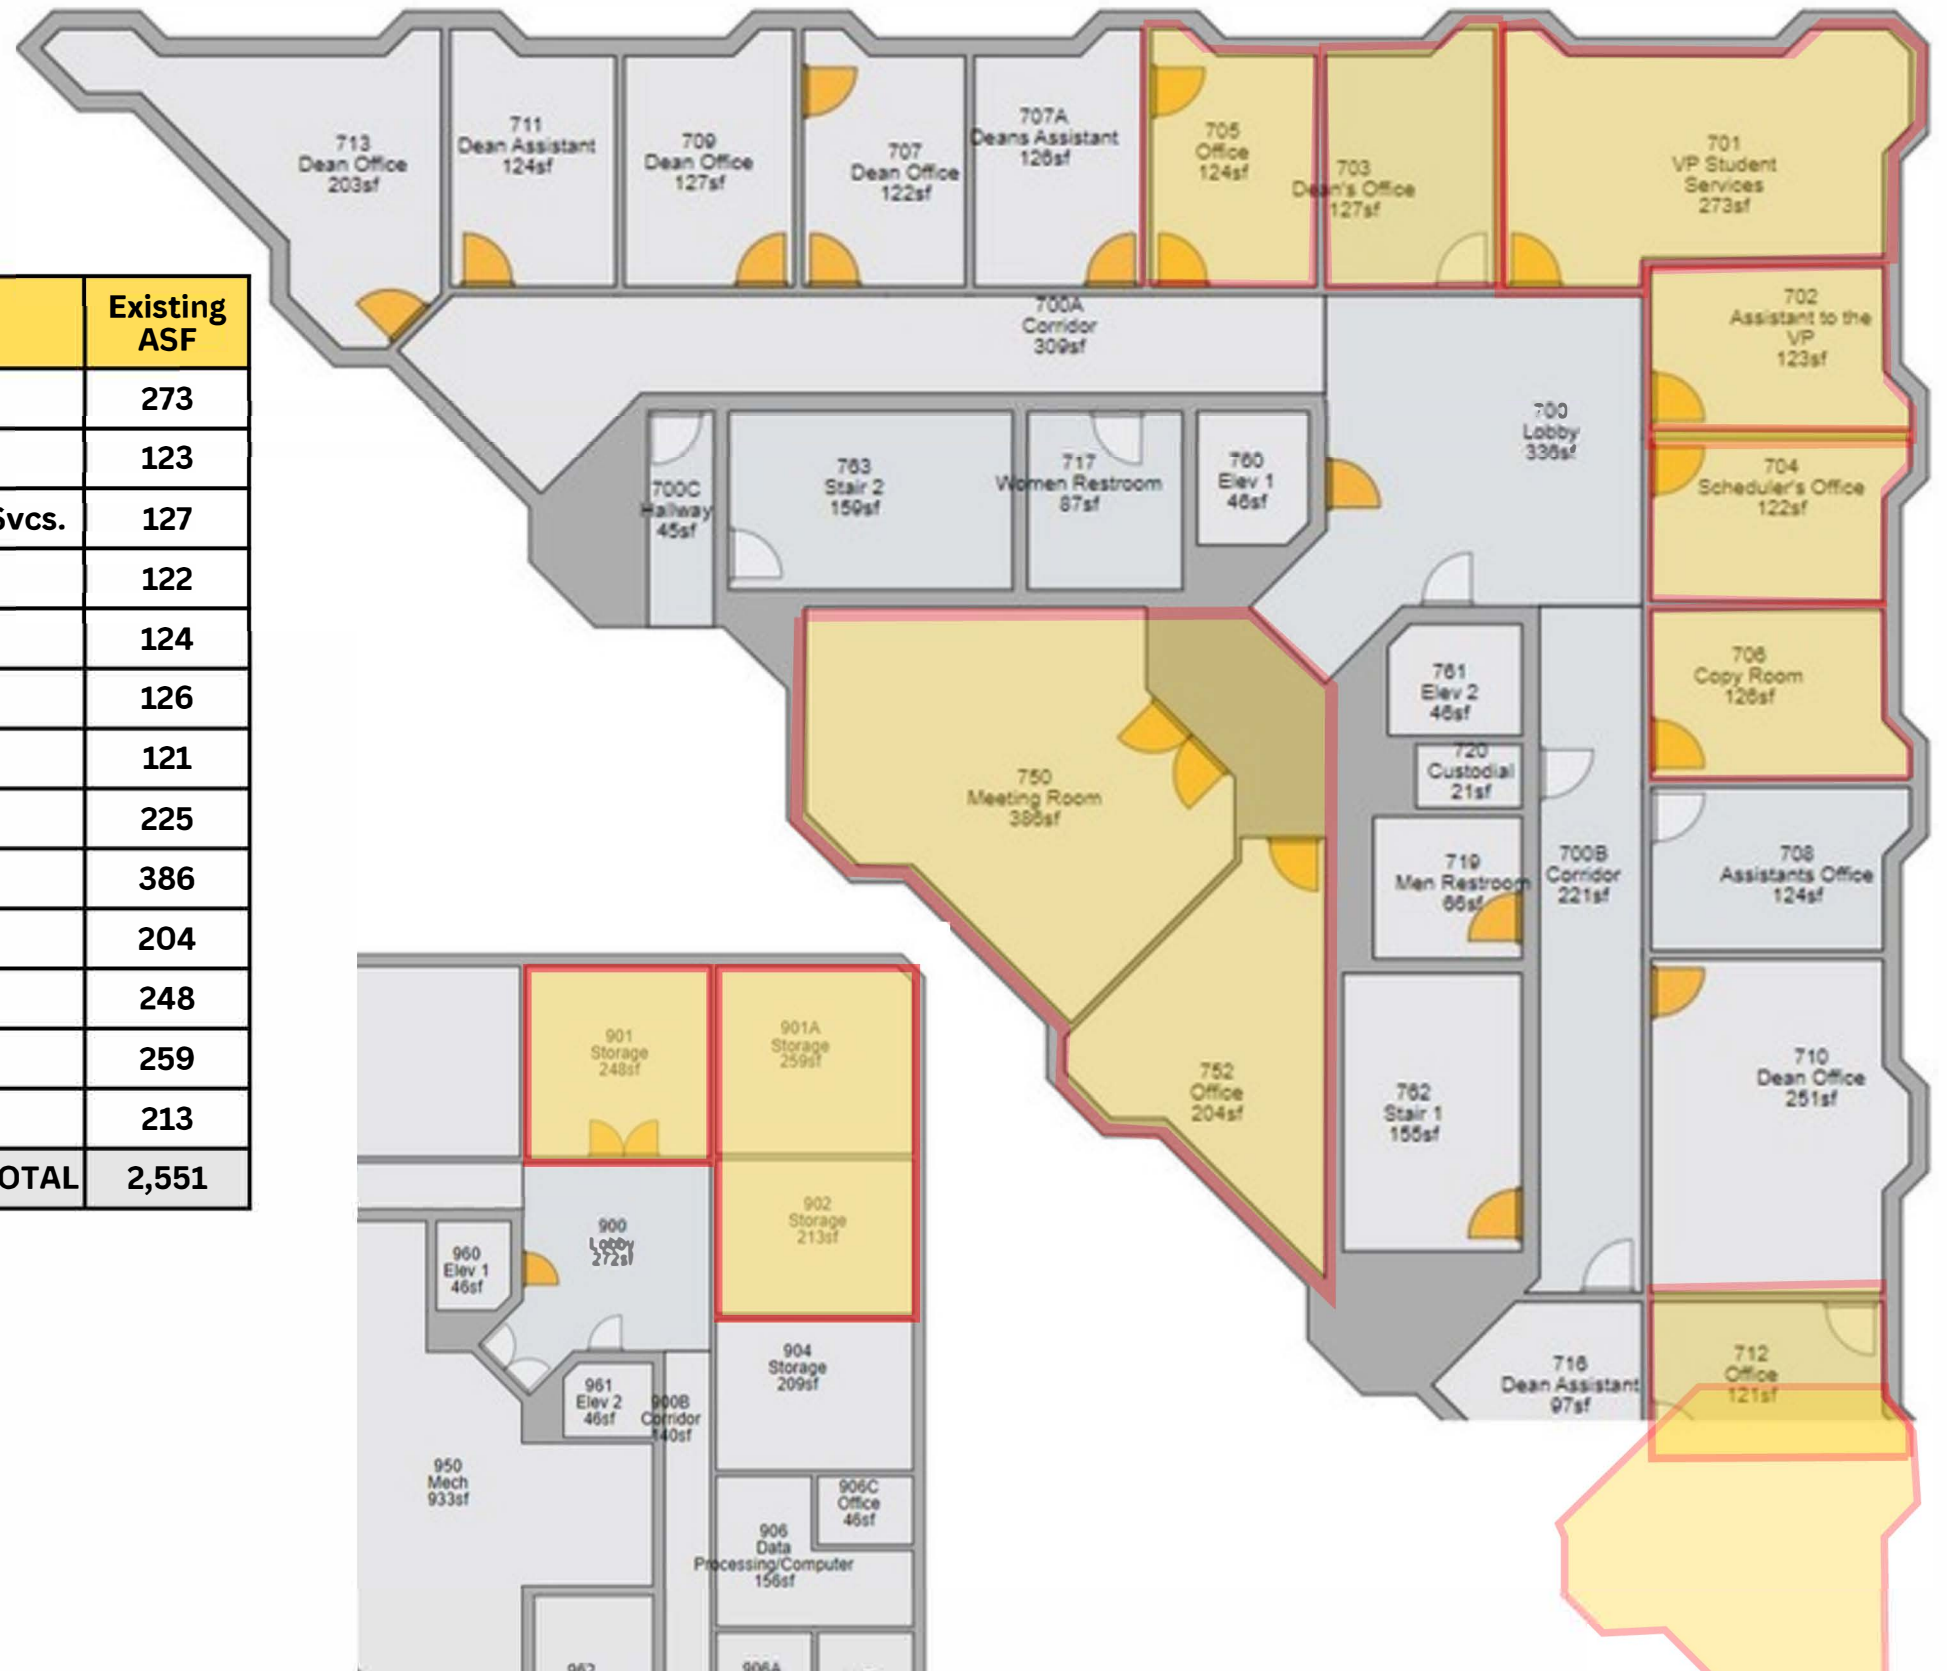 Existing
ASF
273
123
Svcs. 127
122
124
126
121
225
386
204
248
259
213
OTAL 2,551
713
Dean Office
203sf
711
Dean Assistant
124sf
709
Dean Office
127sf
707
Dean Office
122sf
707A
Deans Assistant
126sf
705
Office
124sf
703
Dean's Office
127sf
701
VP Student
Services
273sf
700A
Corridor
309sf
702
Assistant to the
VP
123sf
700
Lobby
336sf
704
Scheduler's Office
122sf
700C
Hallway
45sf
763
Stair 2
159sf
717
Women Restroom
87sf
760
Elev 1
46sf
706
Copy Room
126sf
761
Elev 2
46sf
720
Custodial
21sf
750
Meeting Room
386sf
719
Men Restroom
66sf
700B
Corridor
221sf
708
Assistants Office
124sf
752
Office
204sf
762
Stair 1
155sf
710
Dean Office
251sf
716
Dean Assistant
97sf
712
Office
121sf
901
Storage
248sf
901A
Storage
259sf
902
Storage
213sf
900
Lobby
272sf
960
Elev 1
46sf
961
Elev 2
46sf
900B
Corridor
140sf
904
Storage
209sf
950
Mech
933sf
906C
Office
46sf
906
Data
Processing/Computer
156sf
962
906A